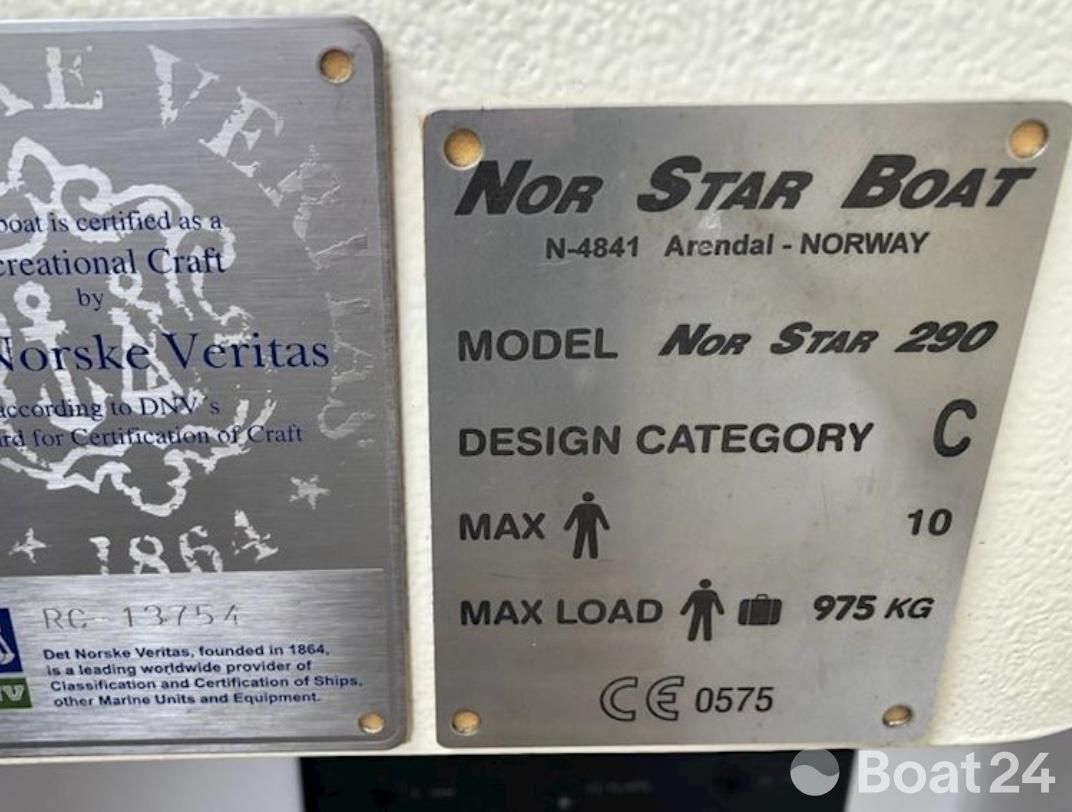 KE VERITAS
boat is certified as a
creational Craft
by
Norske Veritas
according to DNV´s
rd for Certification of Craft
1864
RC-13754
Det Norske Veritas, founded in 1864,
is a leading worldwide provider of
Classification and Certification of Ships,
other Marine Units and Equipment.
NOR STAR BOAT
N-4841 Arendal - NORWAY
MODEL NOR STAR 290
DESIGN CATEGORY C
MAX 10
MAX LOAD 975 KG
CE 0575
Boat24